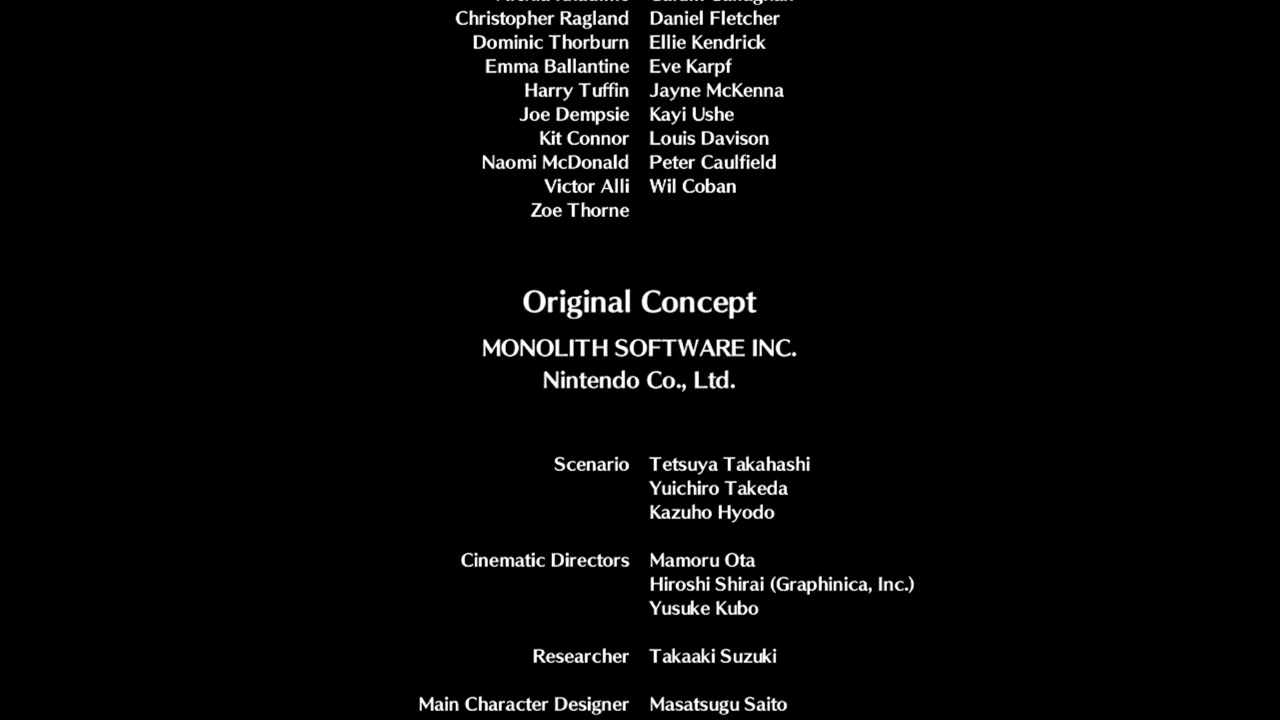 Christopher Ragland Daniel Fletcher
Dominic Thorburn Ellie Kendrick
Emma Ballantine Eve Karpf
Harry Tuffin Jayne McKenna
Joe Dempsie Kayi Ushe
Kit Connor Louis Davison
Naomi McDonald Peter Caulfield
Victor Alli Wil Coban
Zoe Thorne
Original Concept
MONOLITH SOFTWARE INC.
Nintendo Co., Ltd.
Scenario Tetsuya Takahashi
Yuichiro Takeda
Kazuho Hyodo
Cinematic Directors Mamoru Ota
Hiroshi Shirai (Graphinica, Inc.)
Yusuke Kubo
Researcher Takaaki Suzuki
Main Character Designer Masatsugu Saito